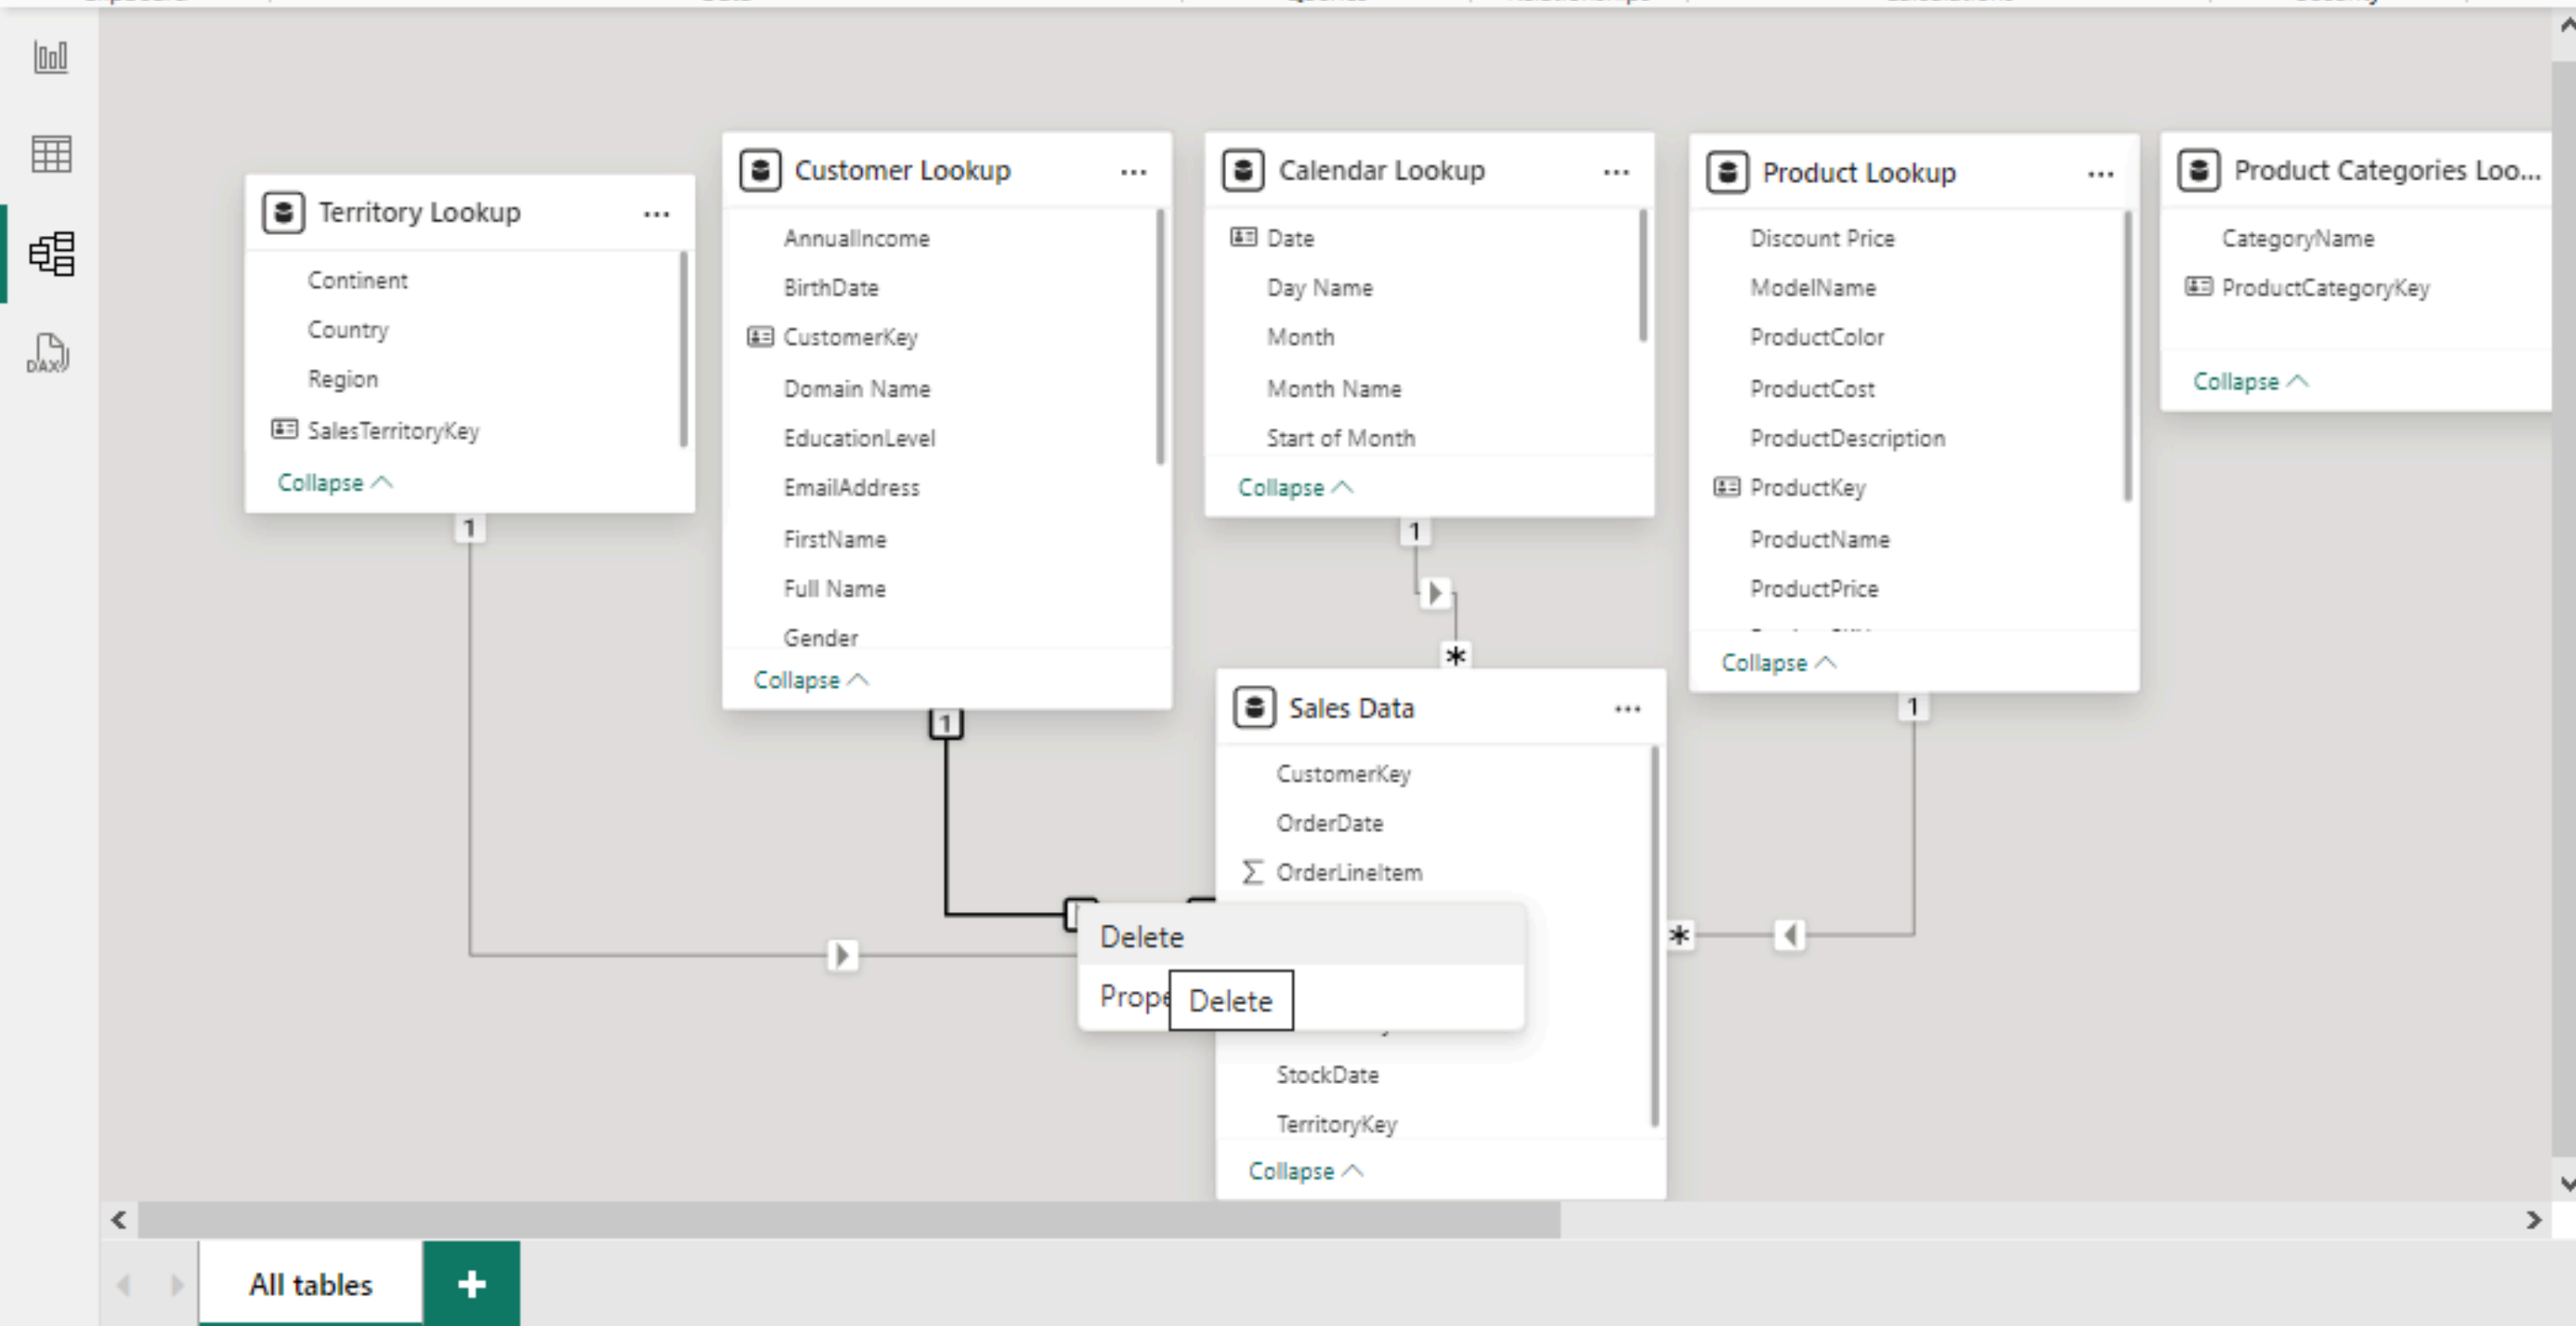 DAX
Territory Lookup
Continent
Country
Region
SalesTerritoryKey
Collapse
1
Customer Lookup
AnnualIncome
BirthDate
CustomerKey
Domain Name
EducationLevel
EmailAddress
FirstName
Full Name
Gender
Collapse
1
Calendar Lookup
Date
Day Name
Month
Month Name
Start of Month
Collapse
1
*
Product Lookup
Discount Price
ModelName
ProductColor
ProductCost
ProductDescription
ProductKey
ProductName
ProductPrice
Collapse
1
*
Product Categories Loo...
CategoryName
ProductCategoryKey
Collapse
Sales Data
CustomerKey
OrderDate
OrderLineItem
StockDate
TerritoryKey
Collapse
Delete
Prope
Delete
All tables